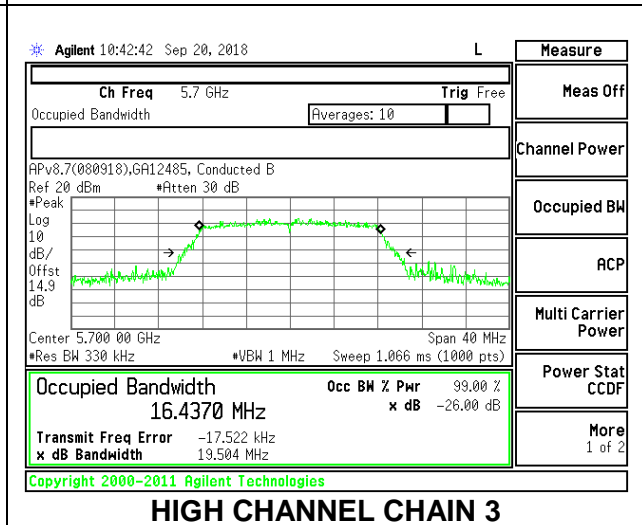 Agilent 10:42:42 Sep 20, 2018 L
Measure
Ch Freq 5.7 GHz Trig Free
Meas Off
Occupied Bandwidth Averages: 10
Channel Power
APv8.7(080918),GA12485, Conducted B
Ref 20 dBm #Atten 30 dB
#Peak
Log
10
dB/
Offst
14.9
dB
Occupied BW
ACP
Multi Carrier
Power
Center 5.700 00 GHz Span 40 MHz
#Res BW 330 kHz #VBW 1 MHz Sweep 1.066 ms (1000 pts)
Power Stat
CCDF
Occupied Bandwidth Occ BW % Pwr 99.00 %
16.4370 MHz x dB -26.00 dB
Transmit Freq Error -17.522 kHz
x dB Bandwidth 19.504 MHz
More
1 of 2
Copyright 2000-2011 Agilent Technologies
HIGH CHANNEL CHAIN 3